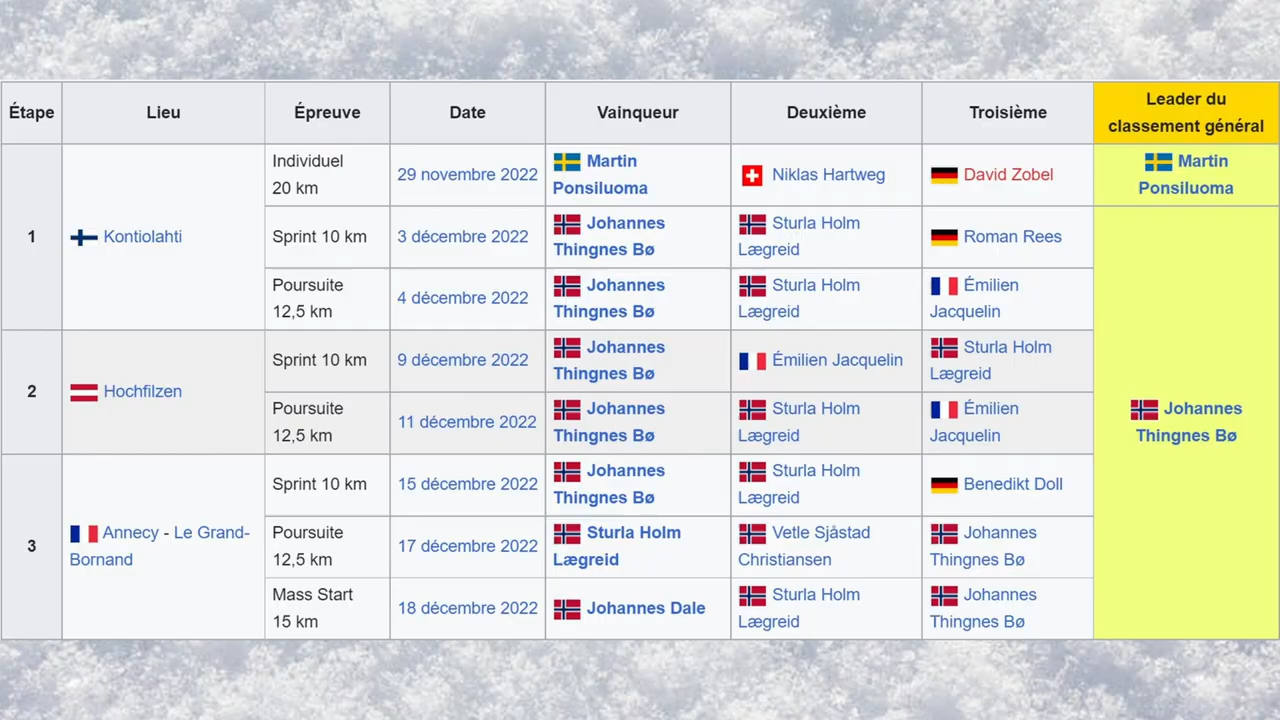 Étape Lieu Épreuve Date Vainqueur Deuxième Troisième Leader du
classement général
1 Kontiolahti Individuel
20 km 29 novembre 2022 Martin
Ponsiluoma Niklas Hartweg David Zobel Martin
Ponsiluoma
Sprint 10 km 3 décembre 2022 Johannes
Thingnes Bø Sturla Holm
Lægreid Roman Rees
Poursuite
12,5 km 4 décembre 2022 Johannes
Thingnes Bø Sturla Holm
Lægreid Émilien
Jacquelin
2 Hochfilzen Sprint 10 km 9 décembre 2022 Johannes
Thingnes Bø Émilien Jacquelin Sturla Holm
Lægreid Johannes
Thingnes Bø
Poursuite
12,5 km 11 décembre 2022 Johannes
Thingnes Bø Sturla Holm
Lægreid Émilien
Jacquelin
3 Annecy - Le Grand-
Bornand Sprint 10 km 15 décembre 2022 Johannes
Thingnes Bø Sturla Holm
Lægreid Benedikt Doll
Poursuite
12,5 km 17 décembre 2022 Sturla Holm
Lægreid Vetle Sjåstad
Christiansen Johannes
Thingnes Bø
Mass Start
15 km 18 décembre 2022 Johannes Dale Sturla Holm
Lægreid Johannes
Thingnes Bø